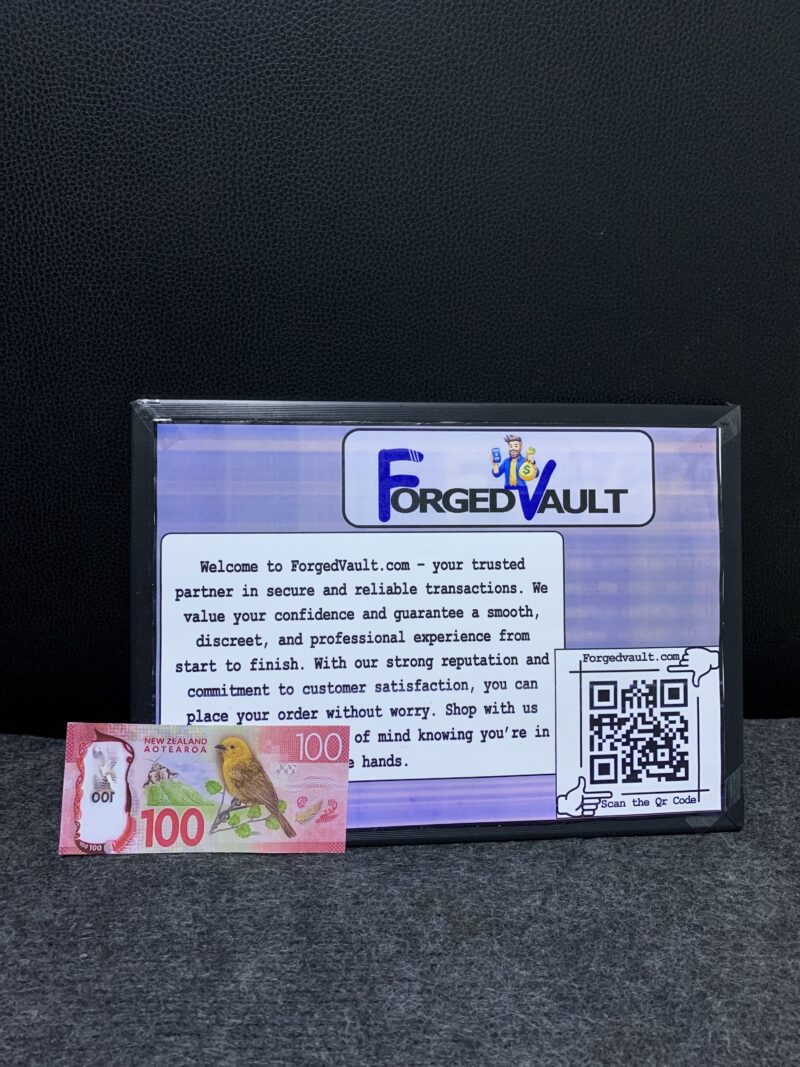 FORGEDVAULT
Welcome to ForgedVault.com – your trusted
partner in secure and reliable transactions. We
value your confidence and guarantee a smooth,
discreet, and professional experience from
start to finish. With our strong reputation and
commitment to customer satisfaction, you can
place your order without worry. Shop with us
of mind knowing you're in
hands.
Forgedvault.com
Scan the Qr Code
NEW ZEALAND
AOTEAROA
100
100
100
100 100